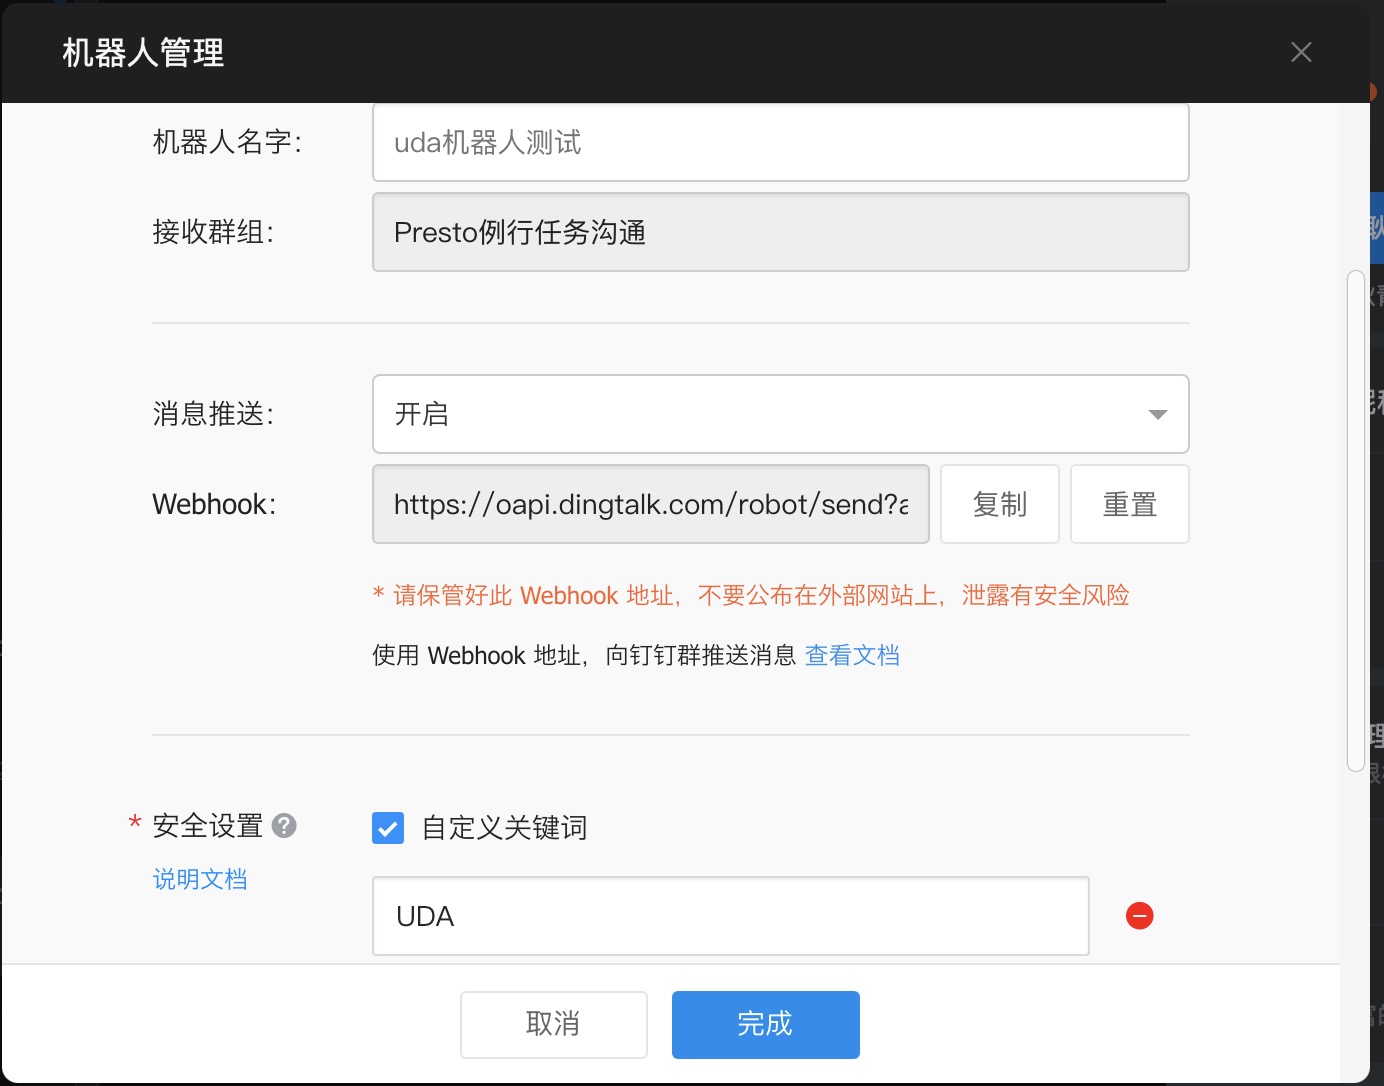 机器人管理
机器人名字:
uda机器人测试
接收群组:
Presto例行任务沟通
消息推送:
开启
Webhook:
https://oapi.dingtalk.com/robot/send?a
复制
重置
* 请保管好此 Webhook 地址，不要公布在外部网站上，泄露有安全风险
使用 Webhook 地址，向钉钉群推送消息 查看文档
* 安全设置 ?
自定义关键词
说明文档
UDA
取消
完成